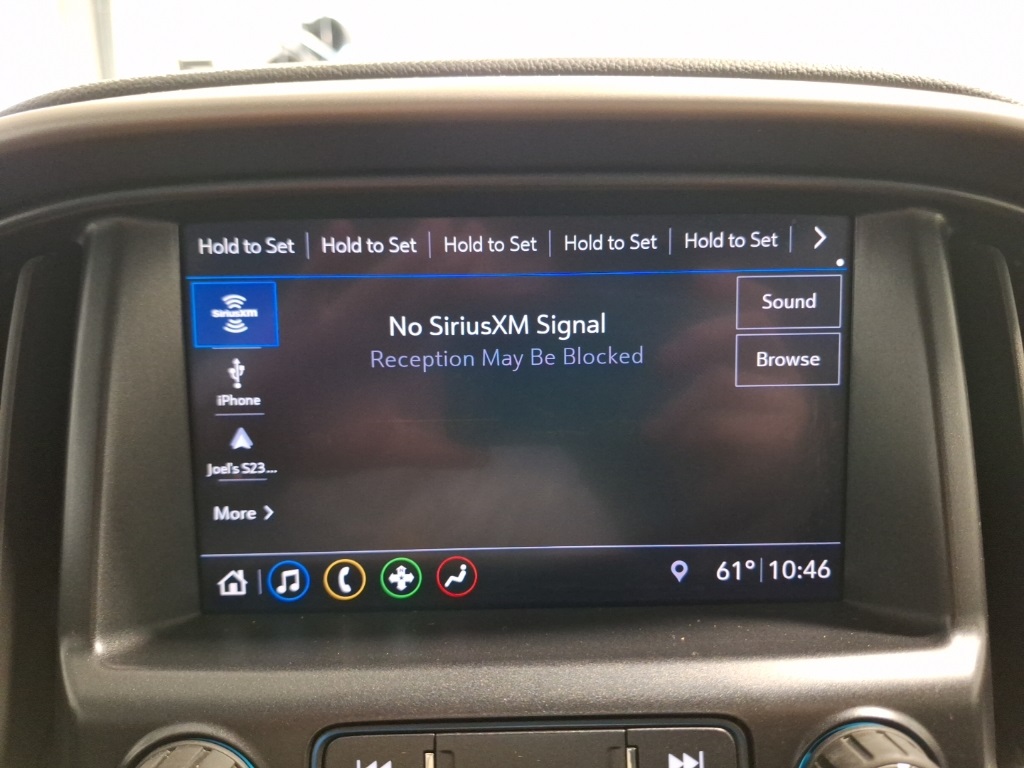 Hold to Set Hold to Set Hold to Set Hold to Set Hold to Set
SiriusXM
Sound
No SiriusXM Signal
Reception May Be Blocked
Browse
iPhone
Joel's S23...
More
61° 10:46